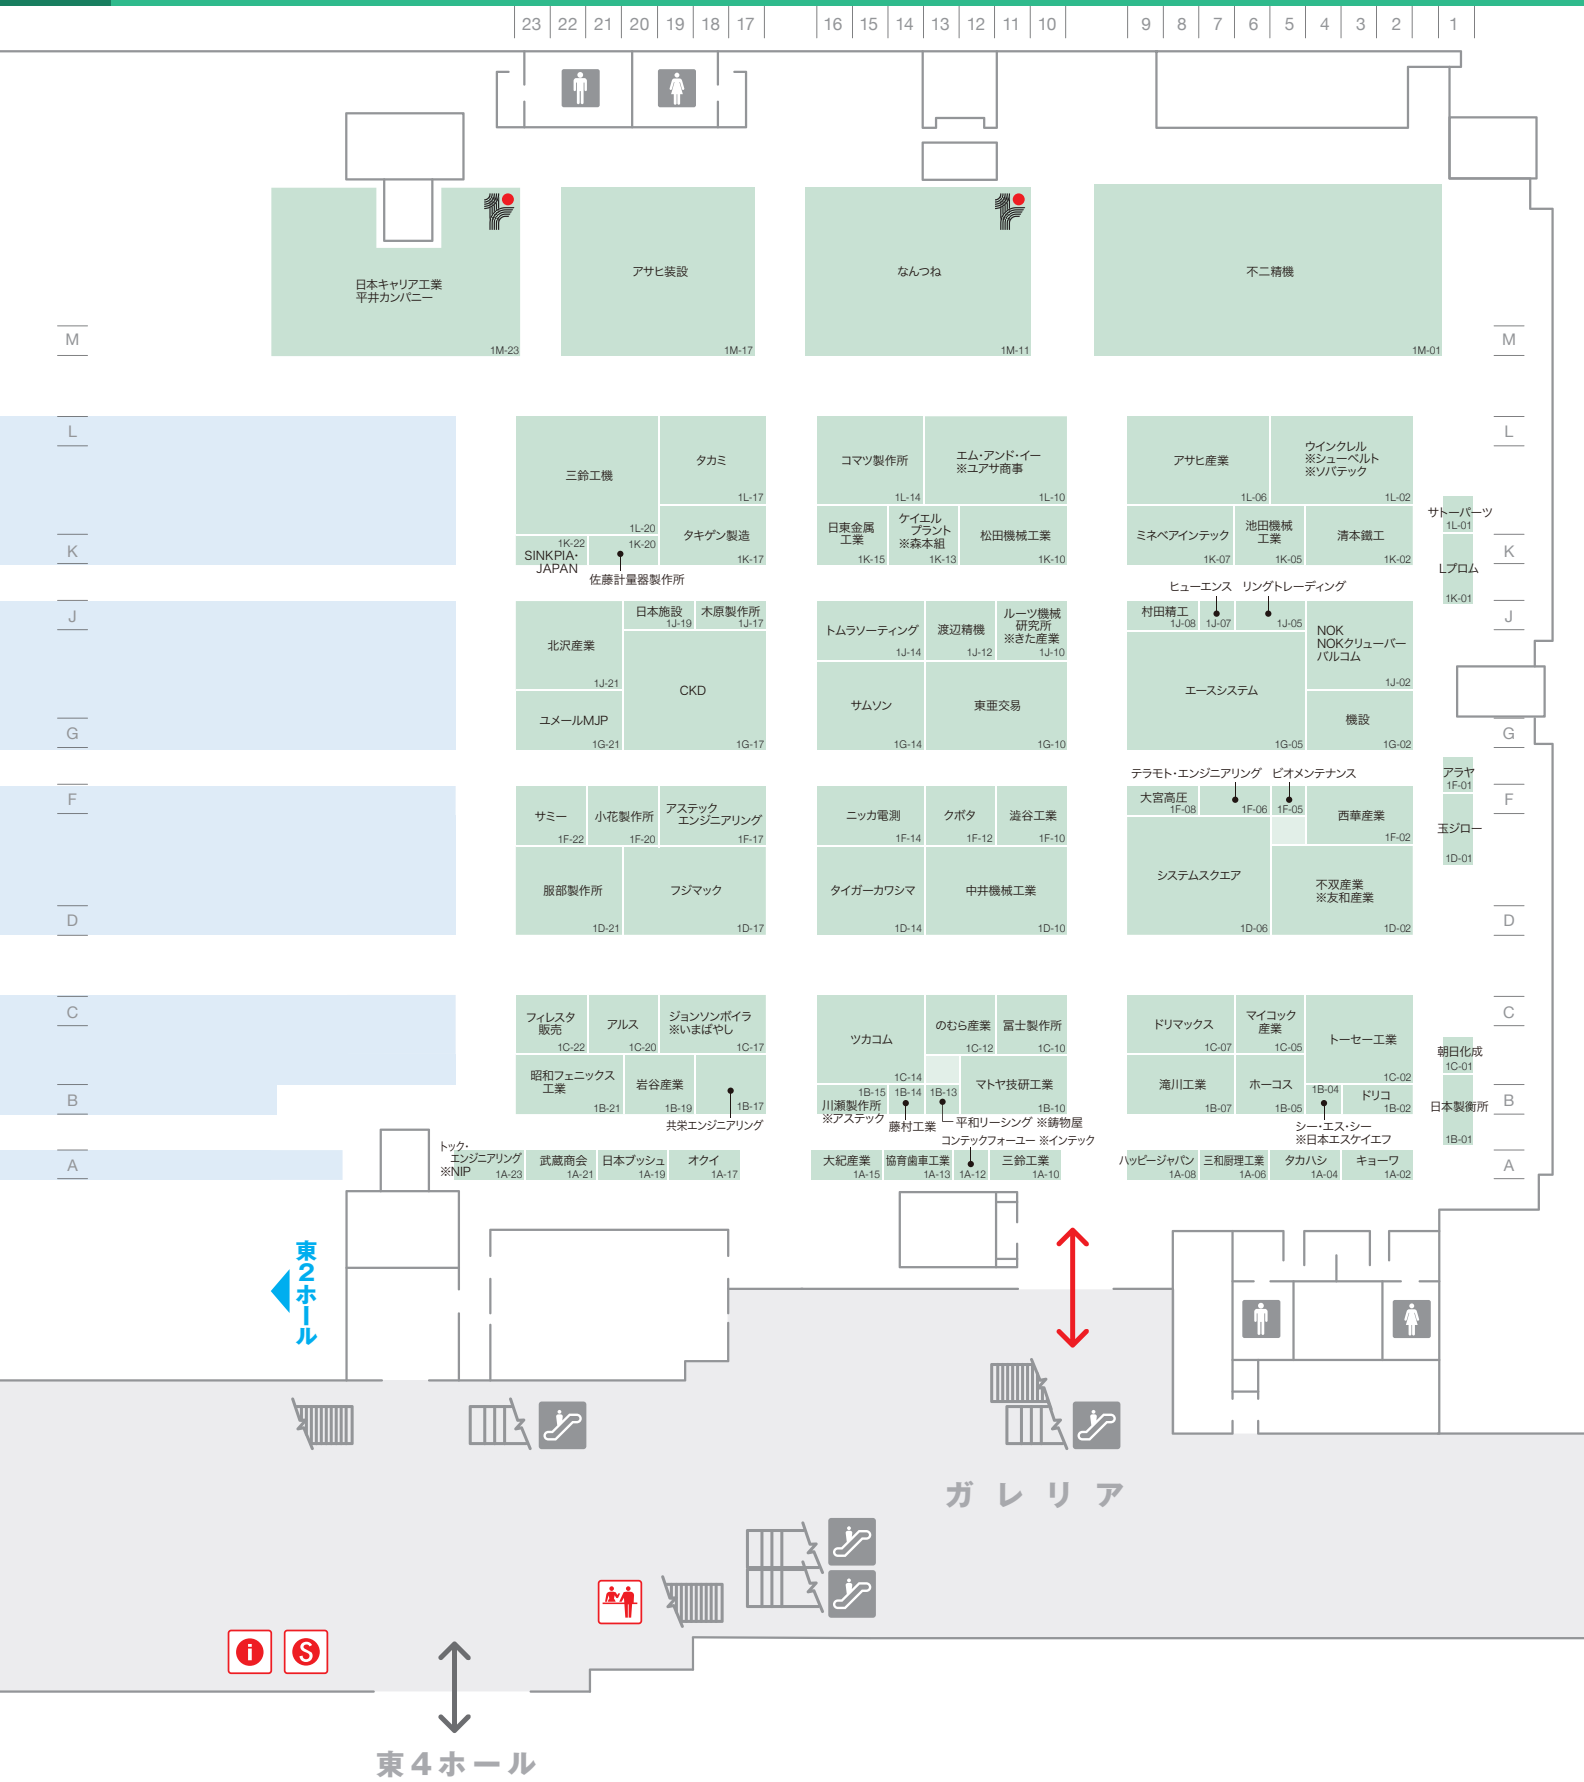 23 22 21 20 19 18 17 16 15 14 13 12 11 10 9 8 7 6 5 4 3 2 1
日本キャリア工業
平井カンパニー
1M-23
アサヒ装設
1M-17
なんつね
1M-11
不二精機
1M-01
M
M
L
L
三鈴工機
1L-20
タカミ
1L-17
コマツ製作所
1L-14
エム・アンド・イー
※ユアサ商事
1L-10
アサヒ産業
1L-06
ウインクレル
※シューベルト
※ソバテック
1L-02
サトーパーツ
1L-01
K
K
1K-22
SINKPIA・
JAPAN
1K-20
佐藤計量器製作所
タキゲン製造
1K-17
日東金属
工業
1K-15
ケイエル
プラント
※森本組
1K-13
松田機械工業
1K-10
ミネベアインテック
1K-07
池田機械
工業
1K-05
清本鐵工
1K-02
Lプロム
1K-01
ヒューエンス
リングトレーディング
J
J
北沢産業
1J-21
日本施設
1J-19
木原製作所
1J-17
トムラソーティング
1J-14
渡辺精機
1J-12
ルーツ機械
研究所
※きた産業
1J-10
村田精工
1J-08
1J-07
1J-05
NOK
NOKクリューバー
バルコム
1J-02
G
G
ユメールMJP
1G-21
CKD
1G-17
サムソン
1G-14
東亜交易
1G-10
エースシステム
1G-05
機設
1G-02
テラモト・エンジニアリング
ビオメンテナンス
アラヤ
1F-01
F
F
サミー
1F-22
小花製作所
1F-20
アステック
エンジニアリング
1F-17
ニッカ電測
1F-14
クボタ
1F-12
澁谷工業
1F-10
大宮高圧
1F-08
1F-06
1F-05
西華産業
1F-02
玉ジロー
1D-01
D
D
服部製作所
1D-21
フジマック
1D-17
タイガーカワシマ
1D-14
中井機械工業
1D-10
システムスクエア
1D-06
不双産業
※友和産業
1D-02
C
C
フィレスタ
販売
1C-22
アルス
1C-20
ジョンソンボイラ
※いまばやし
1C-17
ツカコム
1C-14
のむら産業
1C-12
冨士製作所
1C-10
ドリマックス
1C-07
マイコック
産業
1C-05
トーセー工業
1C-02
朝日化成
1C-01
B
B
昭和フェニックス
工業
1B-21
岩谷産業
1B-19
1B-17
共栄エンジニアリング
1B-15
川瀬製作所
※アステック
1B-14
藤村工業
1B-13
平和リーシング ※鋳物屋
マトヤ技研工業
1B-10
滝川工業
1B-07
ホーコス
1B-05
1B-04
シー・エス・シー
※日本エスケイエフ
ドリコ
1B-02
日本製衡所
1B-01
コンテックフォーユー ※インテック
A
A
トック・
エンジニアリング
※NIP
1A-23
武蔵商会
1A-21
日本ブッシュ
1A-19
オクイ
1A-17
大紀産業
1A-15
協育歯車工業
1A-13
1A-12
三鈴工業
1A-10
ハッピージャパン
1A-08
三和厨理工業
1A-06
タカハシ
1A-04
キョーワ
1A-02
東2ホール
ガレリア
i
S
東4ホール